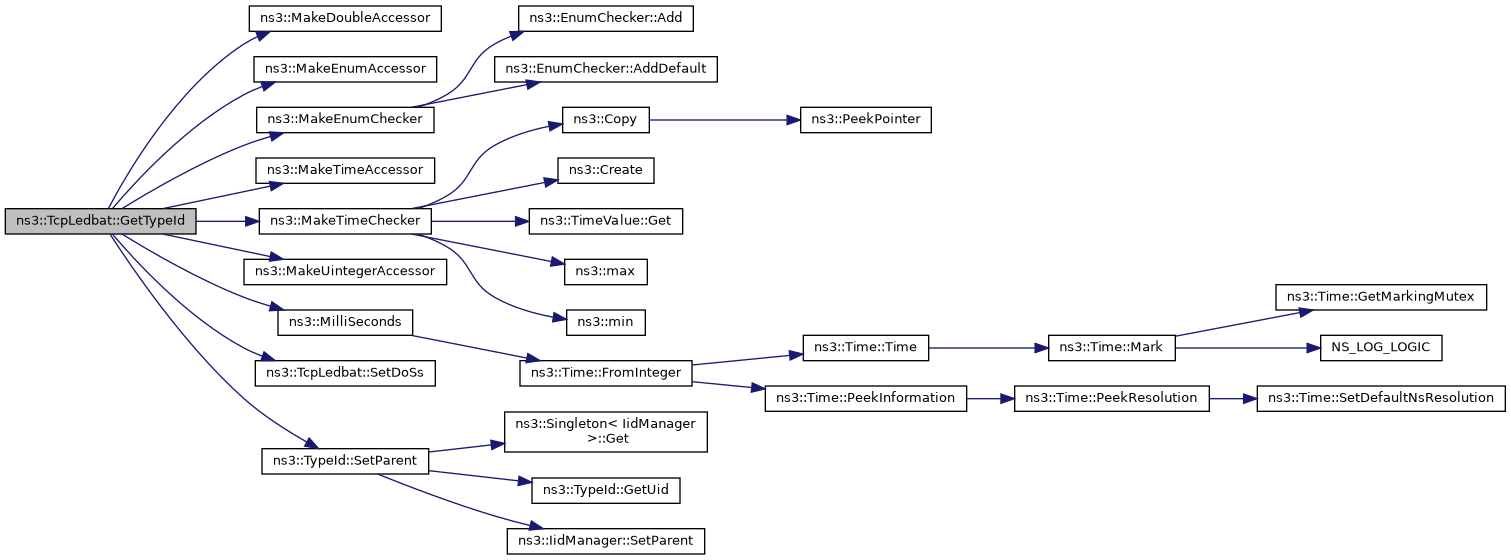 ns3::TcpLedbat::GetTypeId
ns3::MakeDoubleAccessor
ns3::MakeEnumAccessor
ns3::MakeEnumChecker
ns3::EnumChecker::Add
ns3::EnumChecker::AddDefault
ns3::MakeTimeAccessor
ns3::MakeTimeChecker
ns3::Copy
ns3::PeekPointer
ns3::Create
ns3::TimeValue::Get
ns3::max
ns3::min
ns3::MakeUintegerAccessor
ns3::MilliSeconds
ns3::Time::FromInteger
ns3::Time::Time
ns3::Time::Mark
ns3::Time::GetMarkingMutex
NS_LOG_LOGIC
ns3::Time::PeekInformation
ns3::Time::PeekResolution
ns3::Time::SetDefaultNsResolution
ns3::TcpLedbat::SetDoSs
ns3::TypeId::SetParent
ns3::Singleton< IidManager
>::Get
ns3::TypeId::GetUid
ns3::IidManager::SetParent